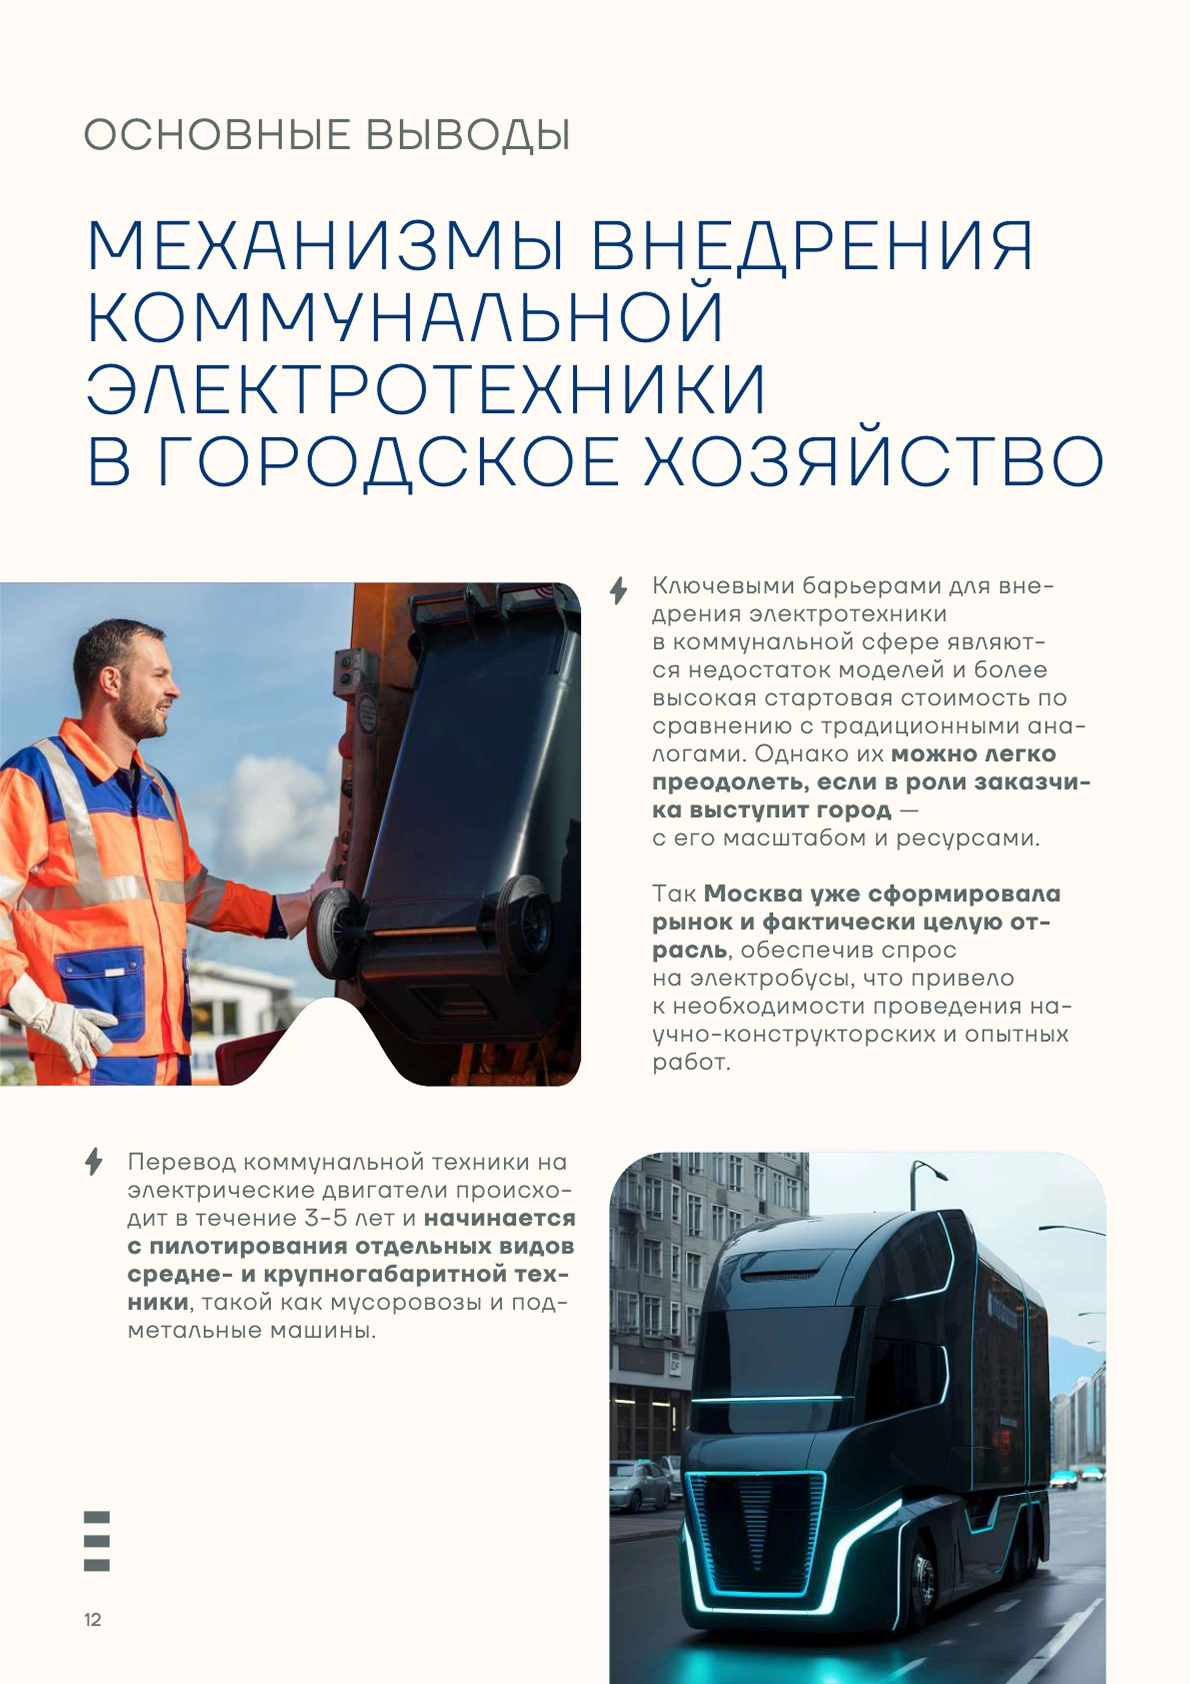 ОСНОВНЫЕ ВЫВОДЫ
МЕХАНИЗМЫ ВНЕДРЕНИЯ
КОММУНАЛЬНОЙ
ЭЛЕКТРОТЕХНИКИ
В ГОРОДСКОЕ ХОЗЯЙСТВО
Ключевыми барьерами для вне-
дрения электротехники
в коммунальной сфере являют-
ся недостаток моделей и более
высокая стартовая стоимость по
сравнению с традиционными ана-
логами. Однако их можно легко
преодолеть, если в роли заказчи-
ка выступит город —
с его масштабом и ресурсами.
Так Москва уже сформировала
рынок и фактически целую от-
расль, обеспечив спрос
на электробусы, что привело
к необходимости проведения на-
учно-конструкторских и опытных
работ.
Перевод коммунальной техники на
электрические двигатели происхо-
дит в течение 3-5 лет и начинается
с пилотирования отдельных видов
средне- и крупногабаритной тех-
ники, такой как мусоровозы и под-
метальные машины.
12